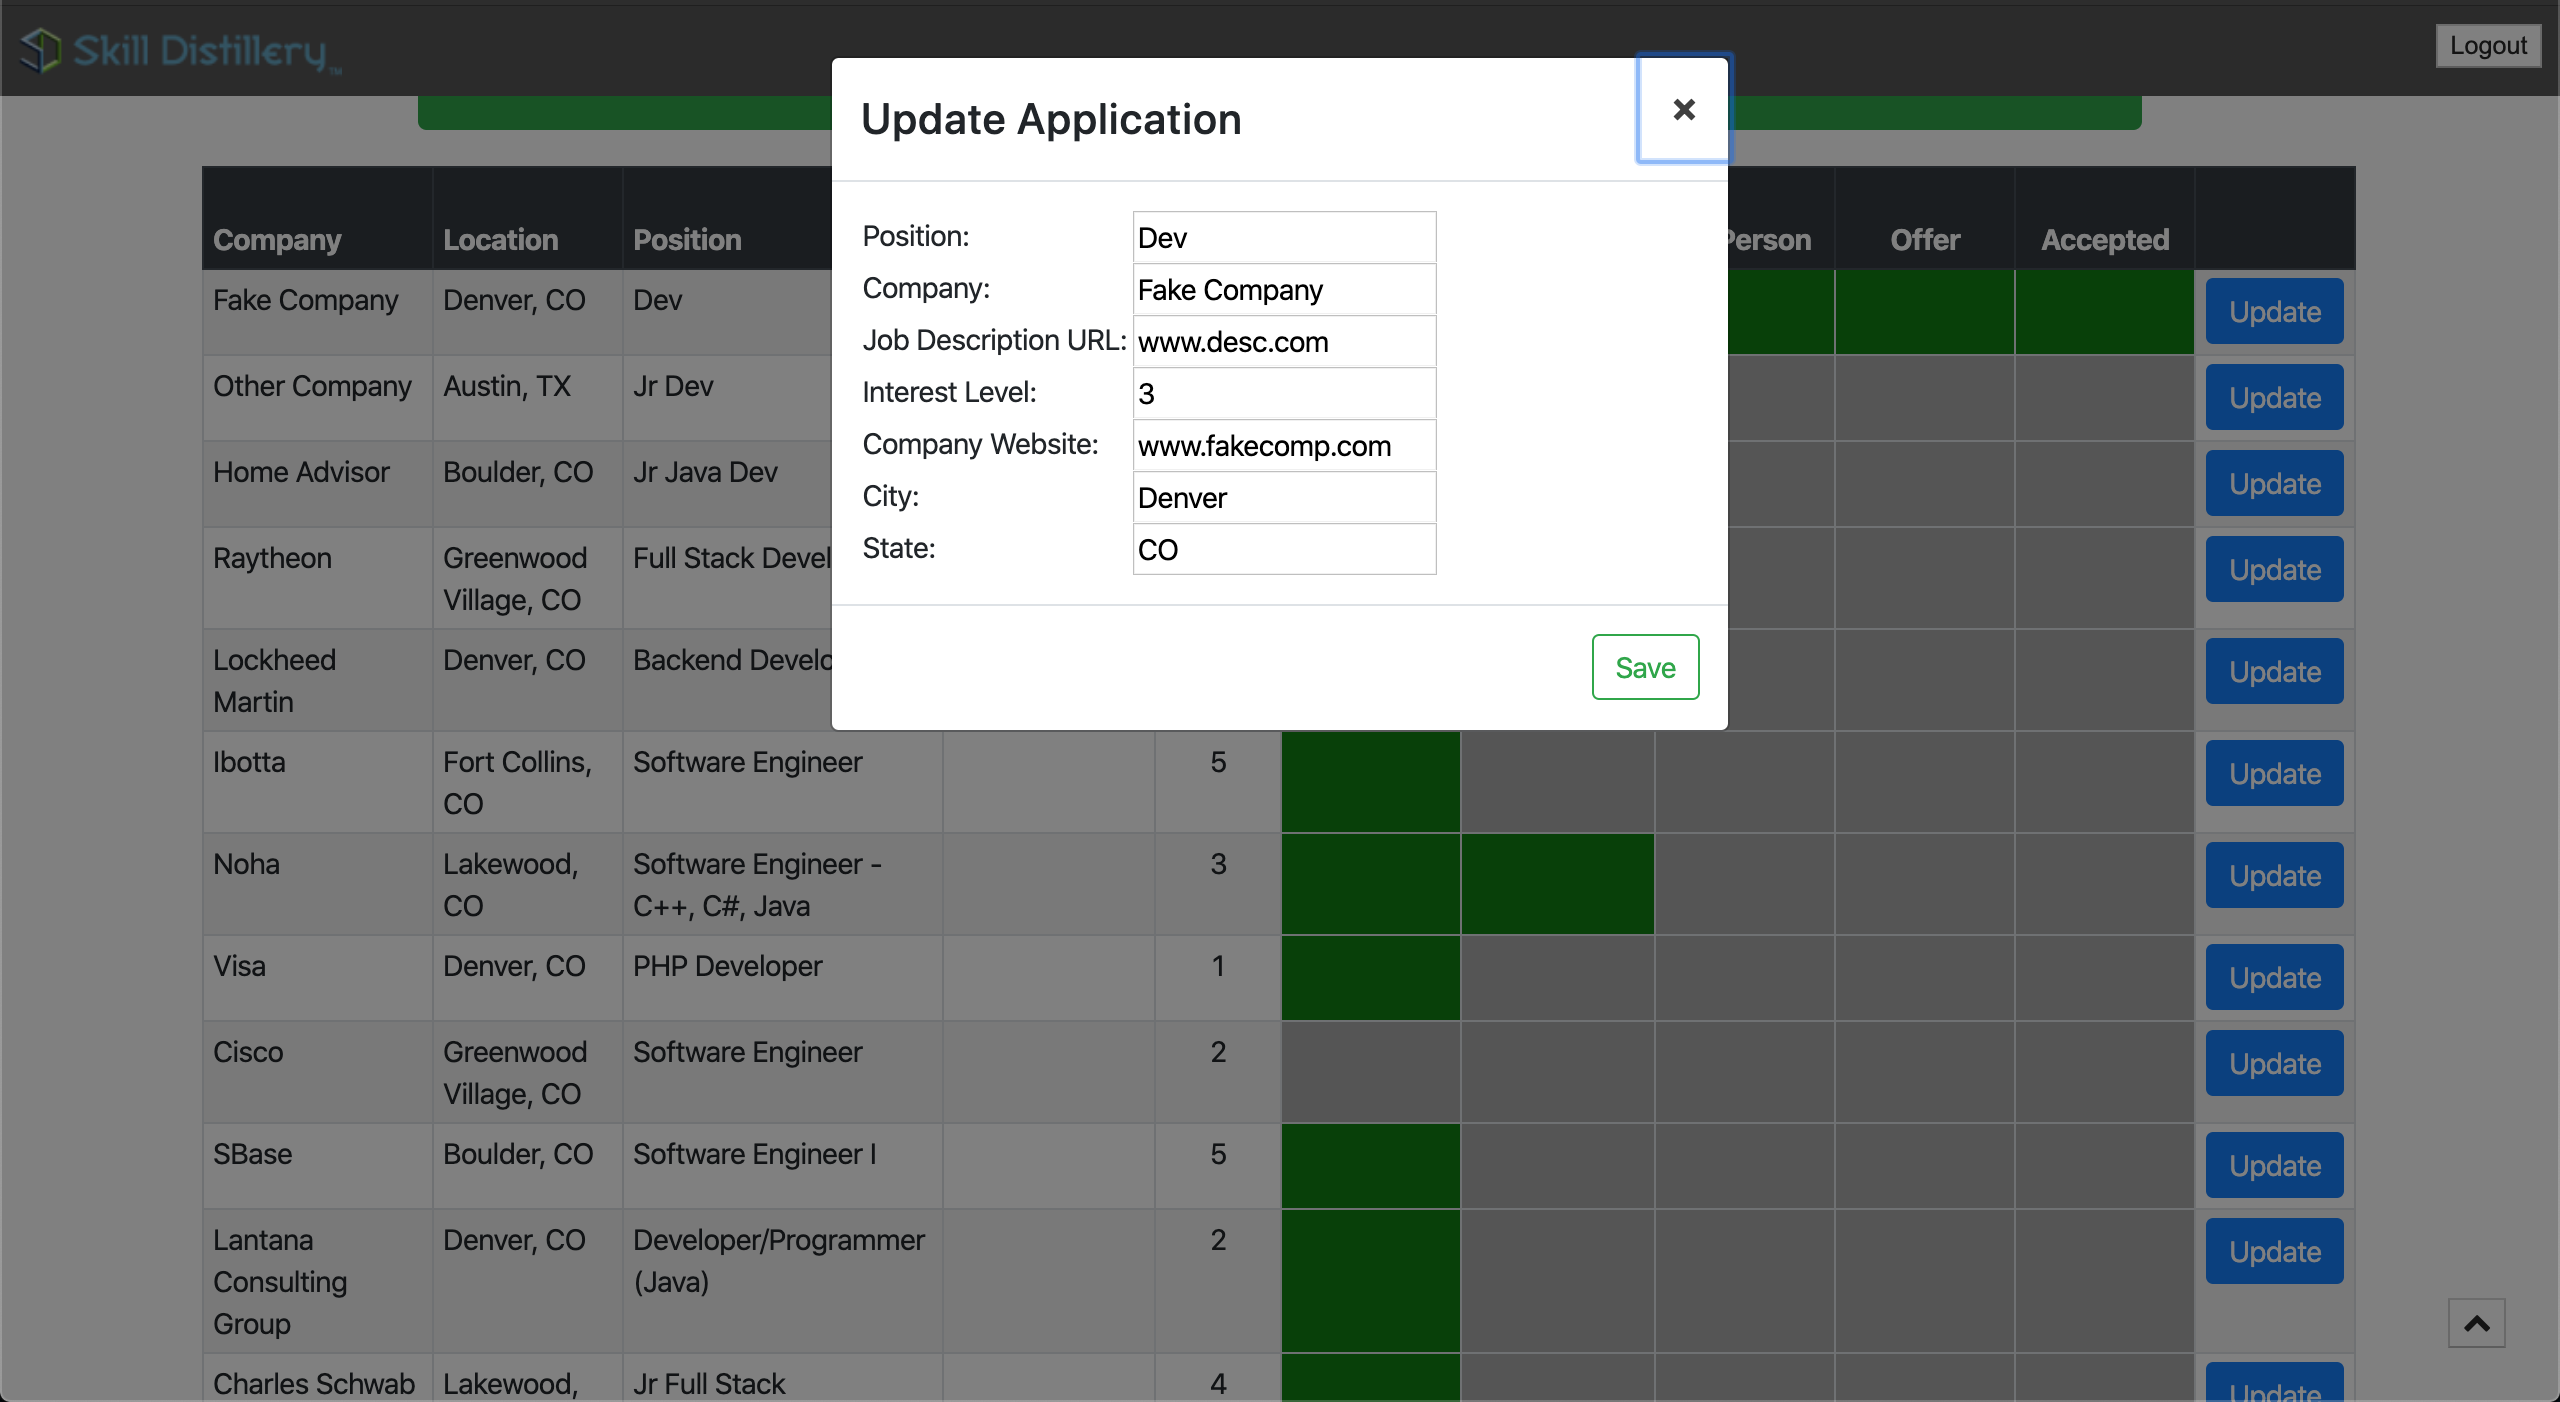 Skill Distillery™
Logout
Update Application
×
Position: Dev
Company: Fake Company
Job Description URL: www.desc.com
Interest Level: 3
Company Website: www.fakecomp.com
City: Denver
State: CO
Save
Company Location Position Person Offer Accepted
Fake Company Denver, CO Dev Update
Other Company Austin, TX Jr Dev Update
Home Advisor Boulder, CO Jr Java Dev Update
Raytheon Greenwood Full Stack Devel Update
Village, CO
Lockheed Denver, CO Backend Develo Update
Martin
Ibotta Fort Collins, Software Engineer 5 Update
CO
Noha Lakewood, Software Engineer - 3 Update
CO C++, C#, Java
Visa Denver, CO PHP Developer 1 Update
Cisco Greenwood Software Engineer 2 Update
Village, CO
SBase Boulder, CO Software Engineer I 5 Update
Lantana Denver, CO Developer/Programmer 2 Update
Consulting (Java)
Group
Charles Schwab Lakewood, Jr Full Stack 4 Update